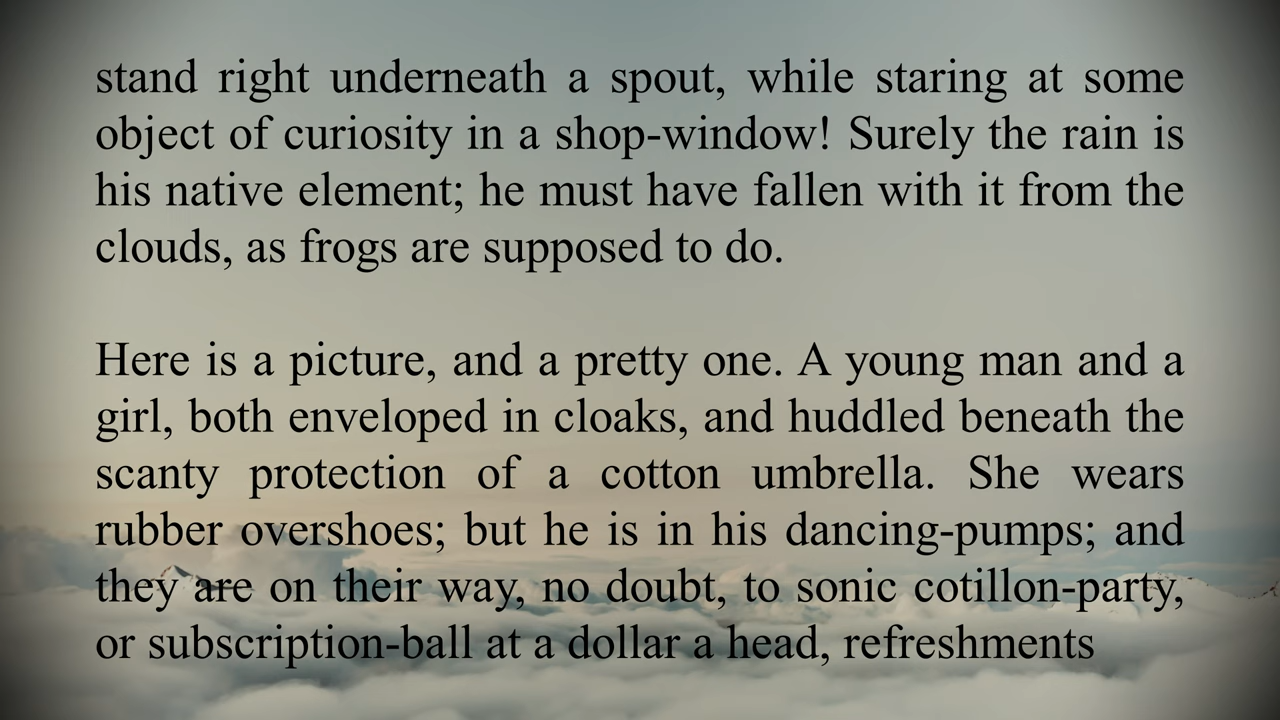 stand right underneath a spout, while staring at some
object of curiosity in a shop-window! Surely the rain is
his native element; he must have fallen with it from the
clouds, as frogs are supposed to do.
Here is a picture, and a pretty one. A young man and a
girl, both enveloped in cloaks, and huddled beneath the
scanty protection of a cotton umbrella. She wears
rubber overshoes; but he is in his dancing-pumps; and
they are on their way, no doubt, to sonic cotillon-party,
or subscription-ball at a dollar a head, refreshments